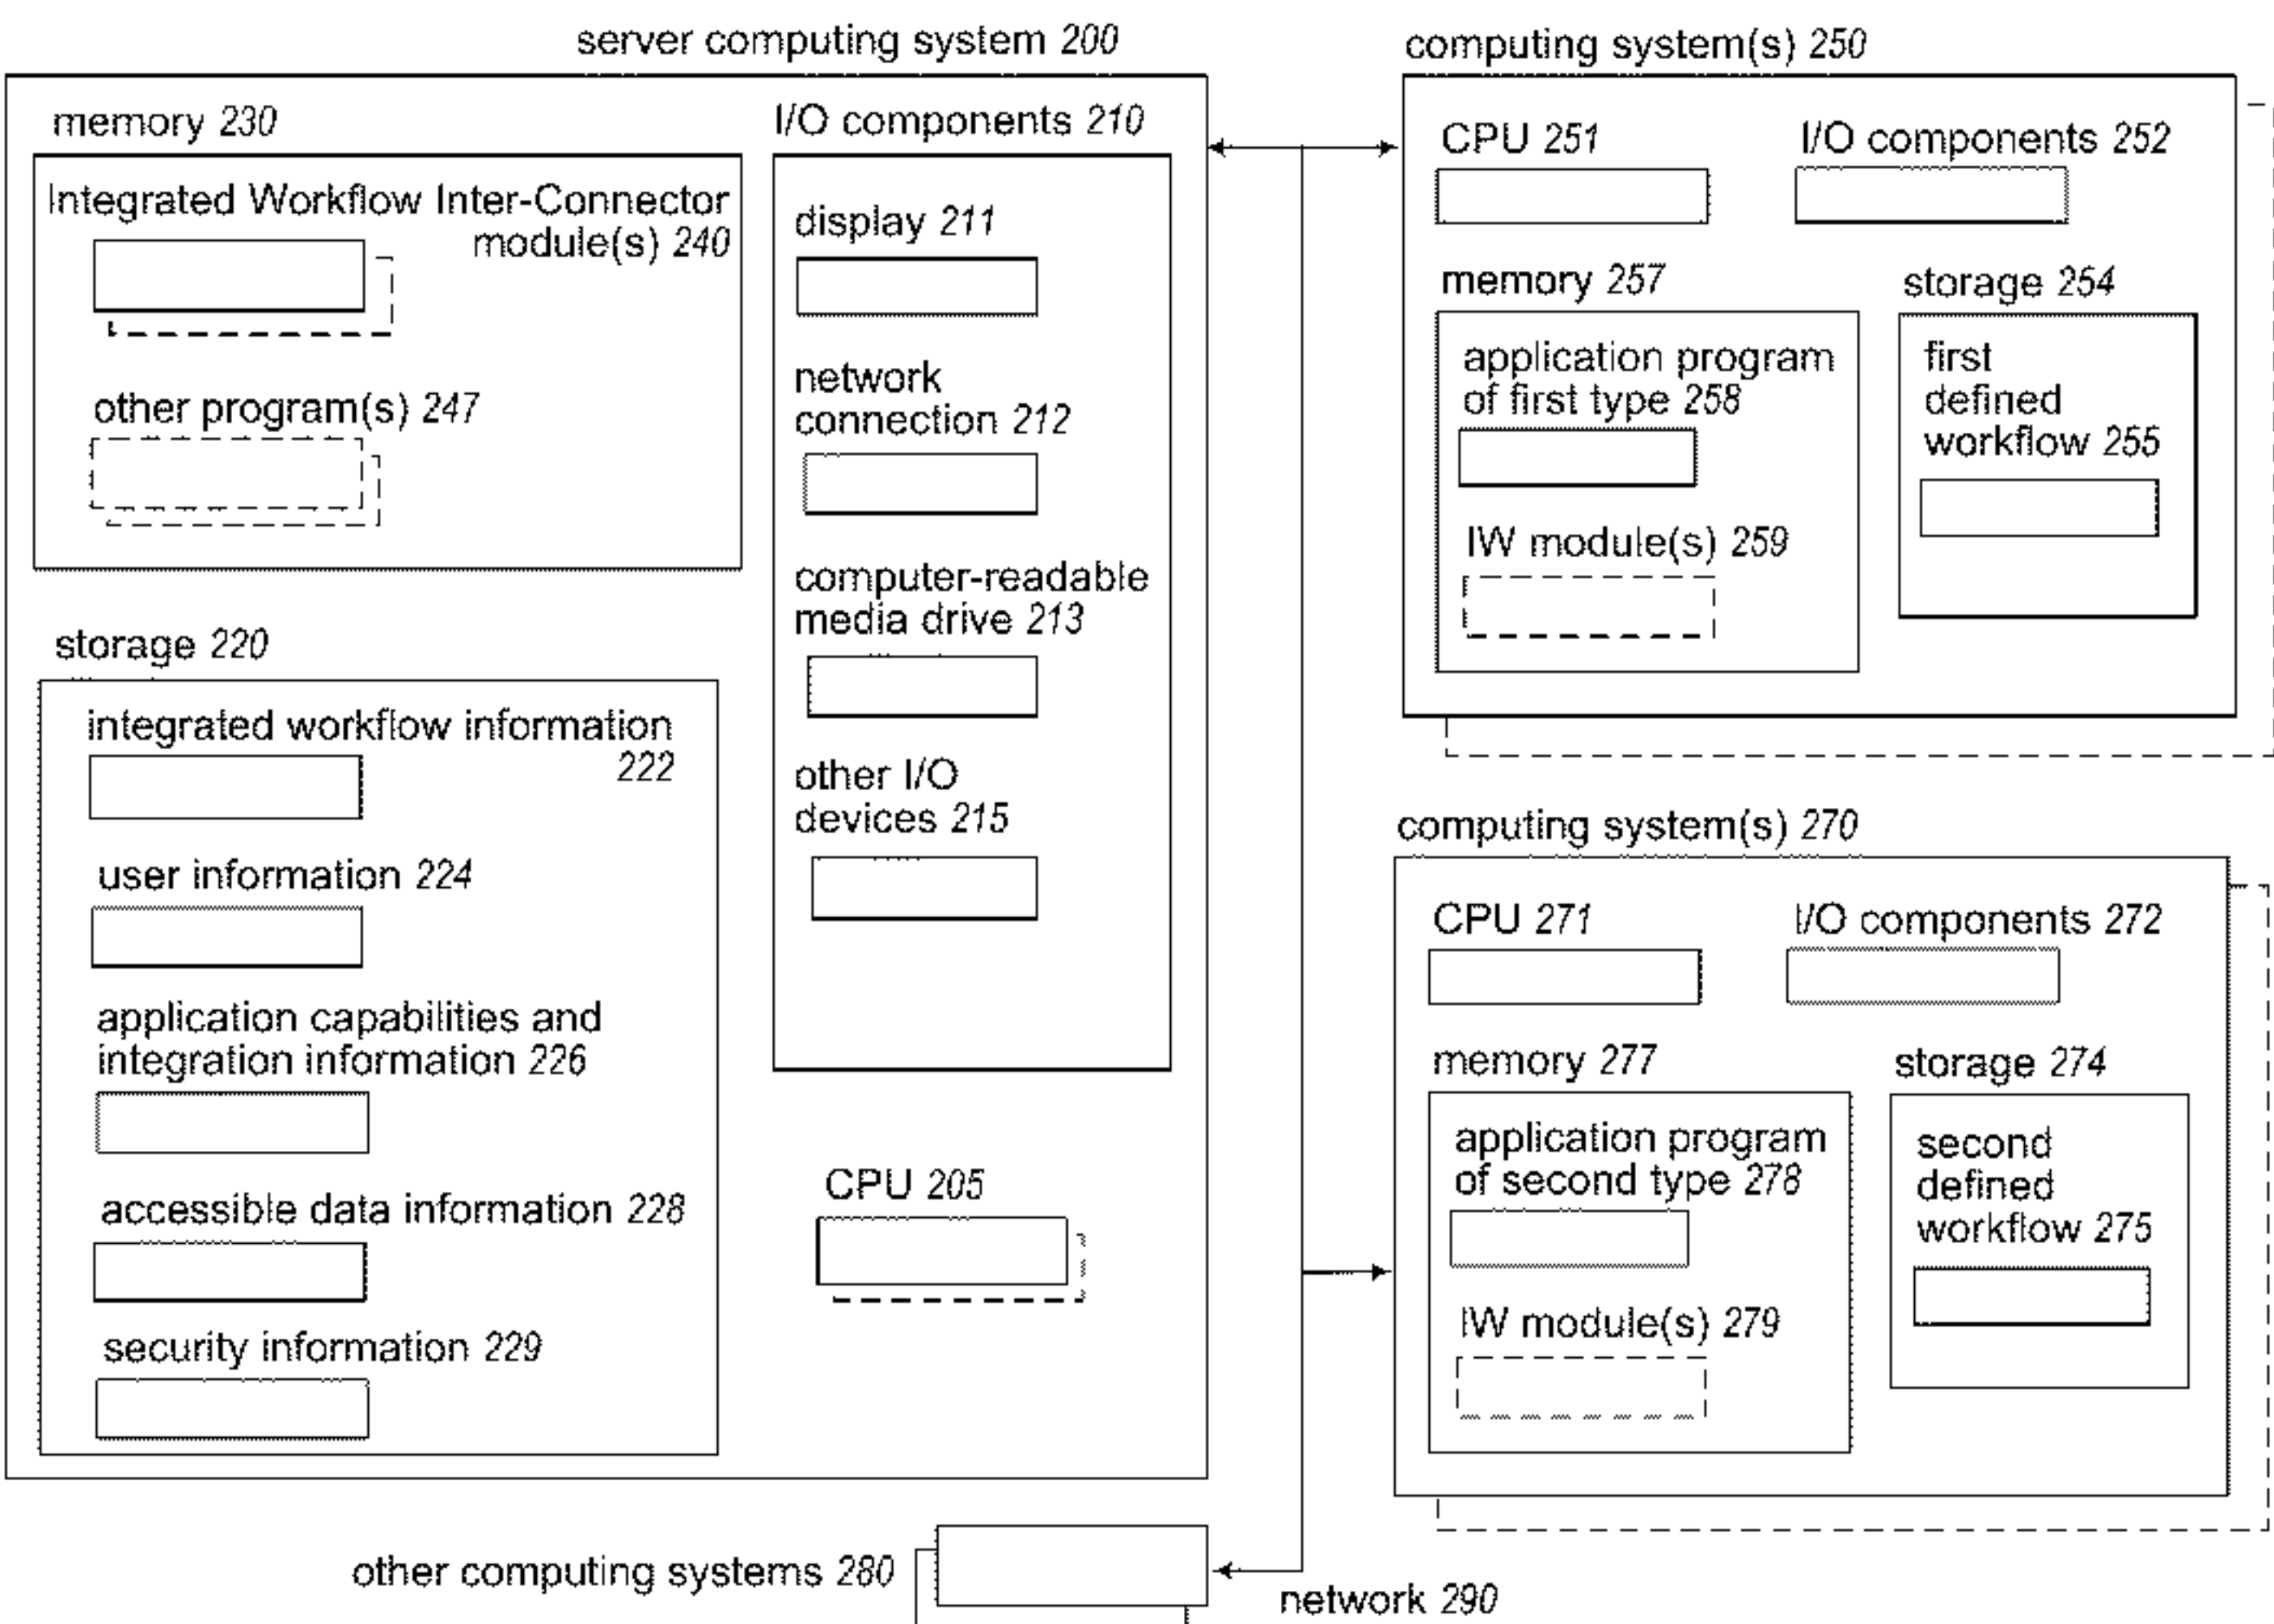 server computing system 200
memory 230
Integrated Workflow Inter-Connector
module(s) 240
other program(s) 247
storage 220
integrated workflow information
222
user information 224
application capabilities and
integration information 226
accessible data information 228
security information 229
I/O components 210
display 211
network
connection 212
computer-readable
media drive 213
other I/O
devices 215
CPU 205
computing system(s) 250
CPU 251
I/O components 252
memory 257
application program
of first type 258
IW module(s) 259
storage 254
first
defined
workflow 255
computing system(s) 270
CPU 271
I/O components 272
memory 277
application program
of second type 278
IW module(s) 279
storage 274
second
defined
workflow 275
other computing systems 280
network 290